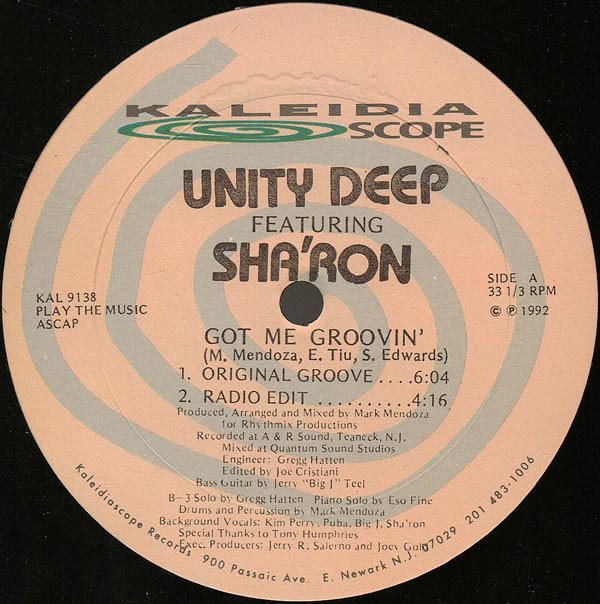 KALEIDIA
SCOPE
UNITY DEEP
FEATURING
SHA'RON
KAL 9138
PLAY THE MUSIC
ASCAP
SIDE A
33 1/3 RPM
© ℗ 1992
GOT ME GROOVIN'
(M. Mendoza, E. Tiu, S. Edwards)
1. ORIGINAL GROOVE ....6:04
2. RADIO EDIT ..........4:16
Produced, Arranged and Mixed by Mark Mendoza
for Rhythmix Productions
Recorded at A & R Sound, Teaneck, N.J.
Mixed at Quantum Sound Studios
Engineer: Gregg Hatten
Edited by Joe Cristiani
Bass Guitar by Jerry "Big J" Teel
B-3 Solo by Gregg Hatten Piano Solo by Eso Fine
Drums and Percussion by Mark Mendoza
Background Vocals: Kim Perry, Puba, Big J, Sha'ron
Special Thanks to Tony Humphries
Exec. Producers: Jerry R. Salerno and Joey
Kaleidiascope Records 900 Passaic Ave. E. Newark N.J. 07029 201 483-1006